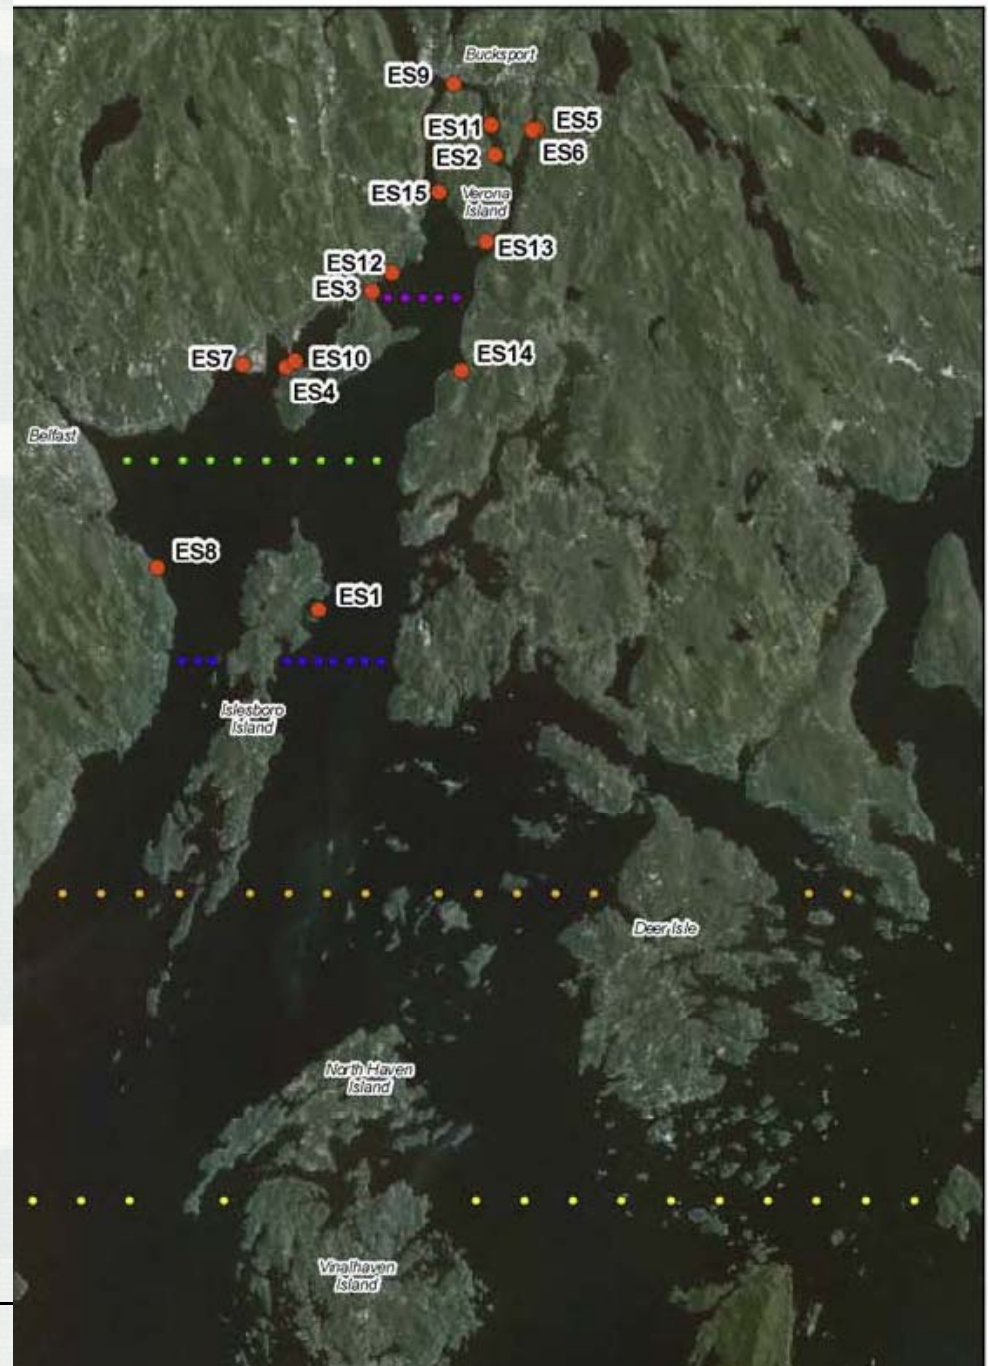 Bucksport
ES9
ES11
ES5
ES2
ES6
ES15
Verona
Island
ES13
ES12
ES3
ES7
ES10
ES14
ES4
Belfast
ES8
ES1
Islesboro
Island
Deer Isle
North Haven
Island
Vinalhaven
Island